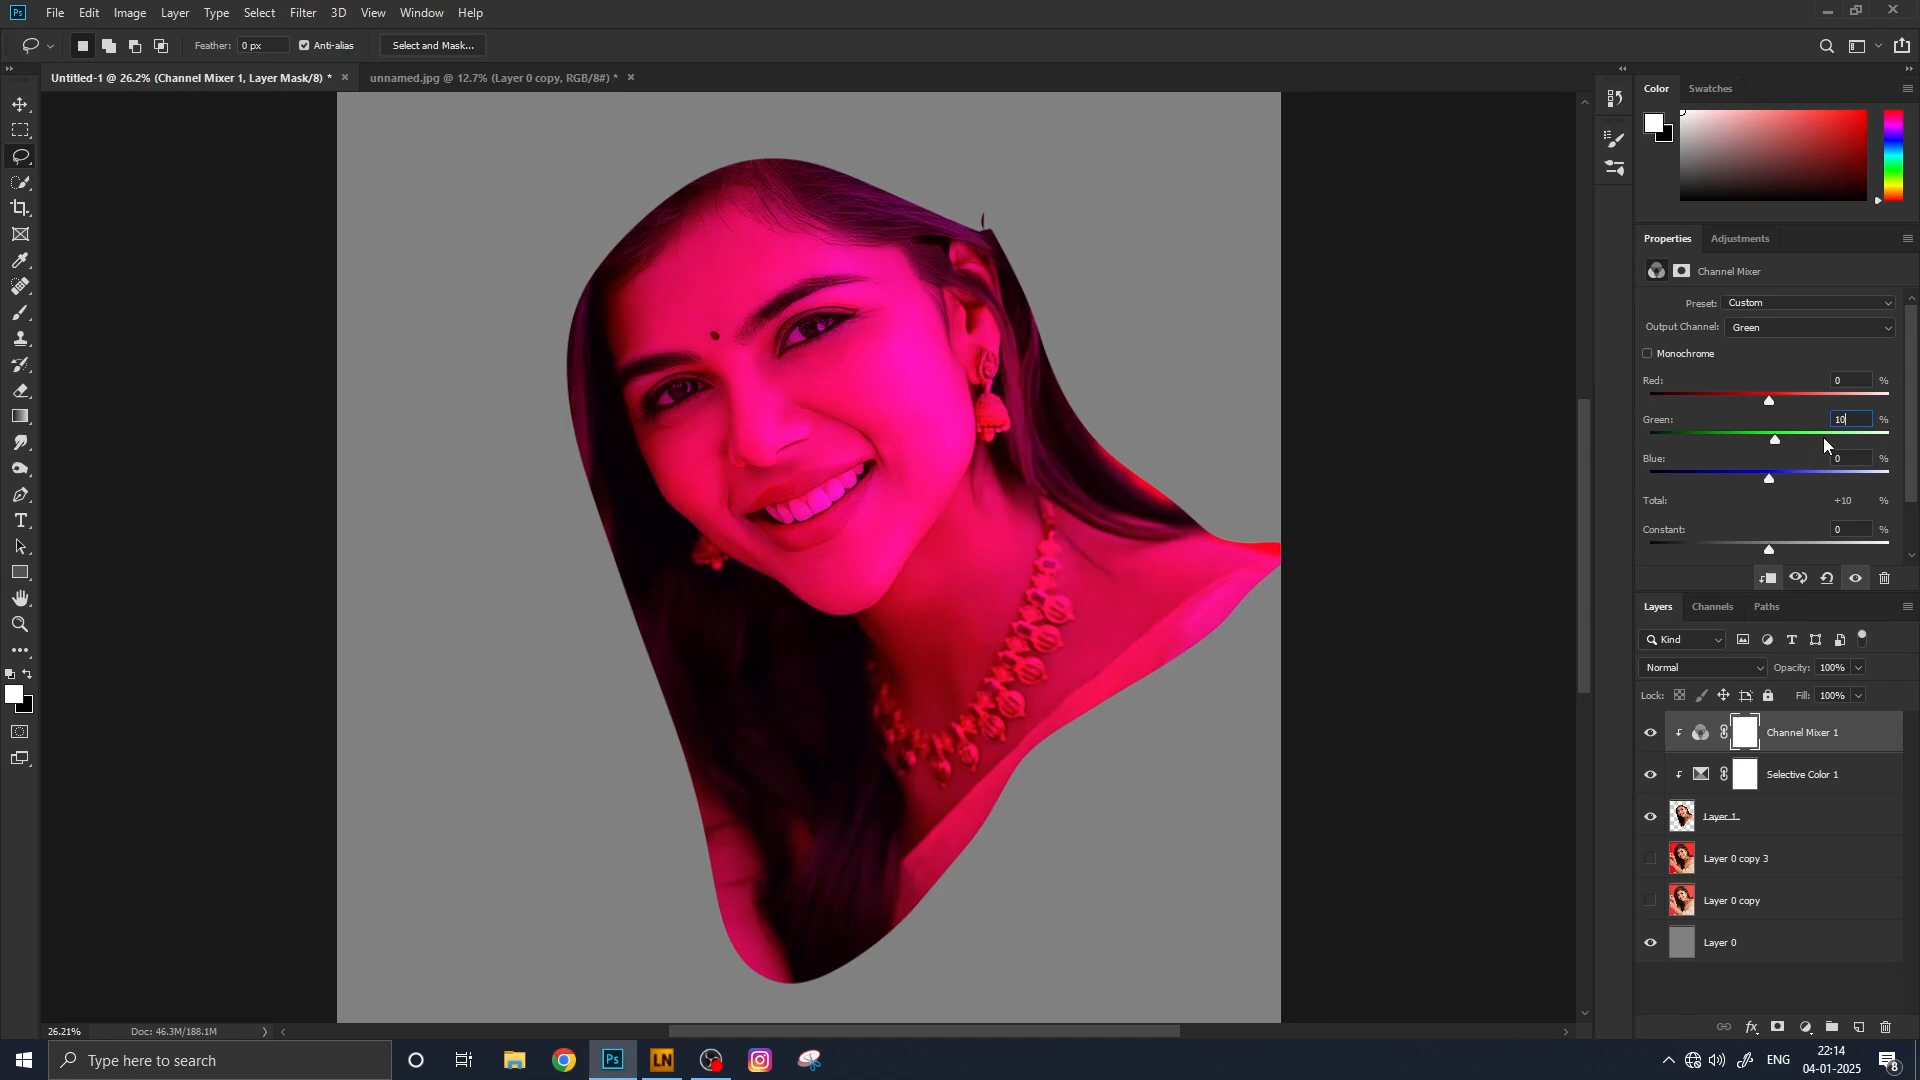 Ps File Edit Image Layer Type Select Filter 3D View Window Help
Feather: 0 px Anti-alias Select and Mask...
Untitled-1 @ 26.2% (Channel Mixer 1, Layer Mask/8) * × unnamed.jpg @ 12.7% (Layer 0 copy, RGB/8#) * ×
Color Swatches
Properties Adjustments
Channel Mixer
Preset: Custom
Output Channel: Green
Monochrome
Red: 0 %
Green: 10 %
Blue: 0 %
Total: +10 %
Constant: 0 %
Layers Channels Paths
Kind
Normal Opacity: 100%
Lock: Fill: 100%
Channel Mixer 1
Selective Color 1
Layer 1
Layer 0 copy 3
Layer 0 copy
Layer 0
26.21% Doc: 46.3M/188.1M
Type here to search
Ps LN
ENG 22:14
04-01-2025 8